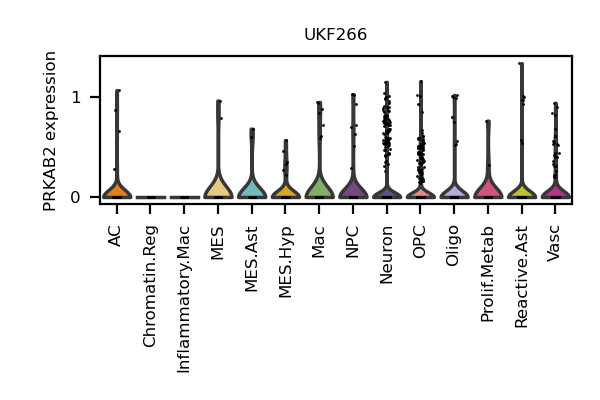 UKF266
PRKAB2 expression
1
0
AC
Chromatin.Reg
Inflammatory.Mac
MES
MES.Ast
MES.Hyp
Mac
NPC
Neuron
OPC
Oligo
Prolif.Metab
Reactive.Ast
Vasc